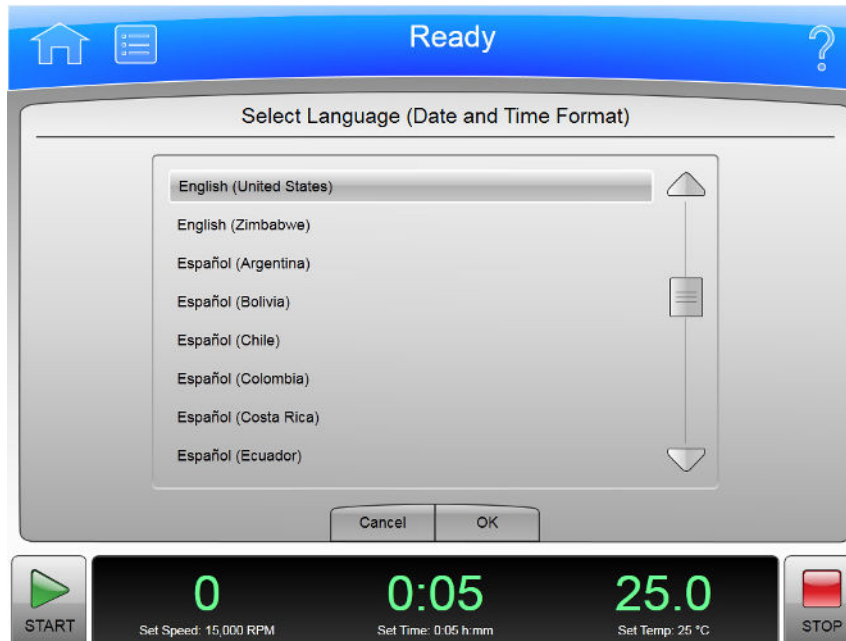 Ready
?
Select Language (Date and Time Format)
English (United States)
English (Zimbabwe)
Español (Argentina)
Español (Bolivia)
Español (Chile)
Español (Colombia)
Español (Costa Rica)
Español (Ecuador)
Cancel OK
0 0:05 25.0
START Set Speed: 15,000 RPM Set Time: 0:05 h:mm Set Temp: 25 °C STOP